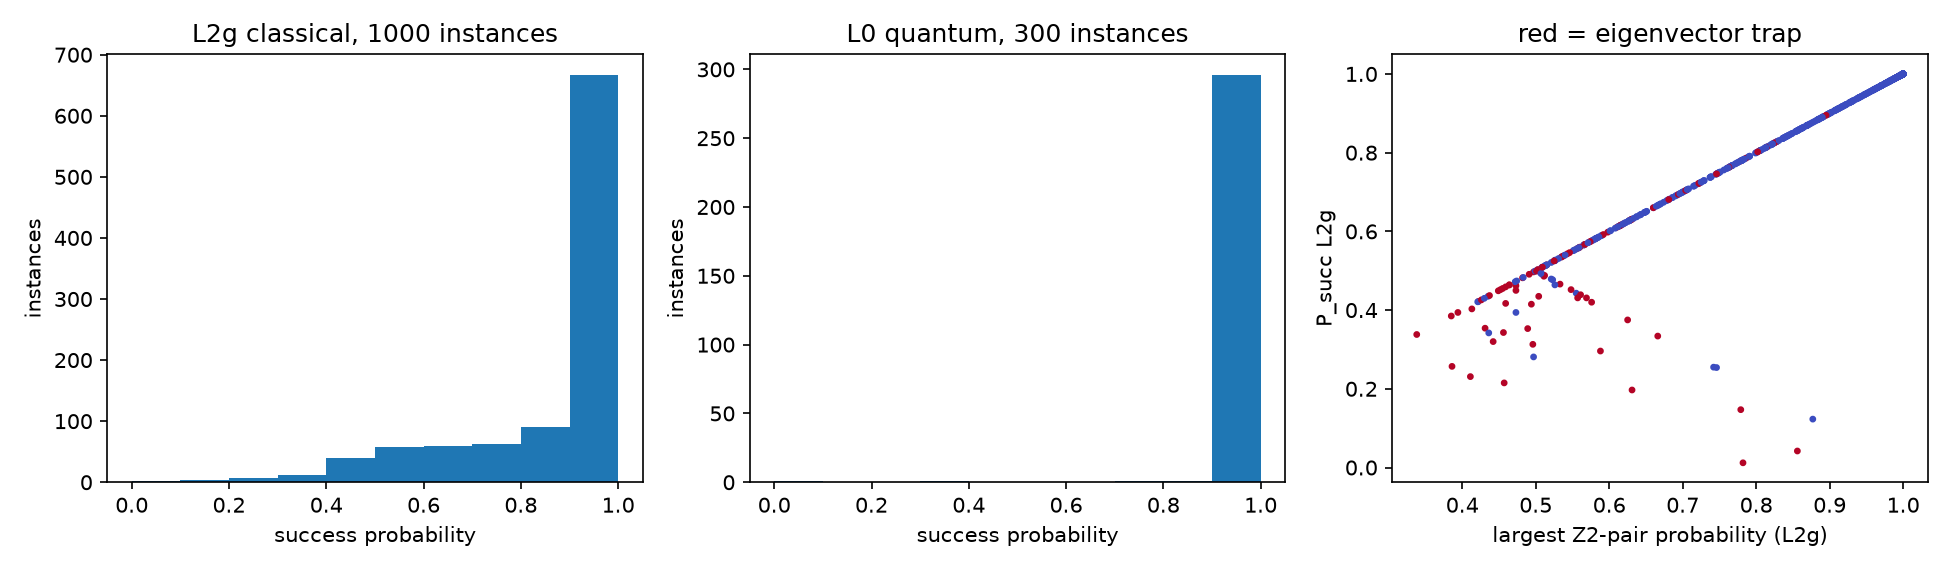 L2g classical, 1000 instances
700
600
500
400
300
200
100
0
instances
0.0 0.2 0.4 0.6 0.8 1.0
success probability
L0 quantum, 300 instances
300
250
200
150
100
50
0
instances
0.0 0.2 0.4 0.6 0.8 1.0
success probability
red = eigenvector trap
1.0
0.8
0.6
0.4
0.2
0.0
P_succ L2g
0.4 0.5 0.6 0.7 0.8 0.9 1.0
largest Z2-pair probability (L2g)